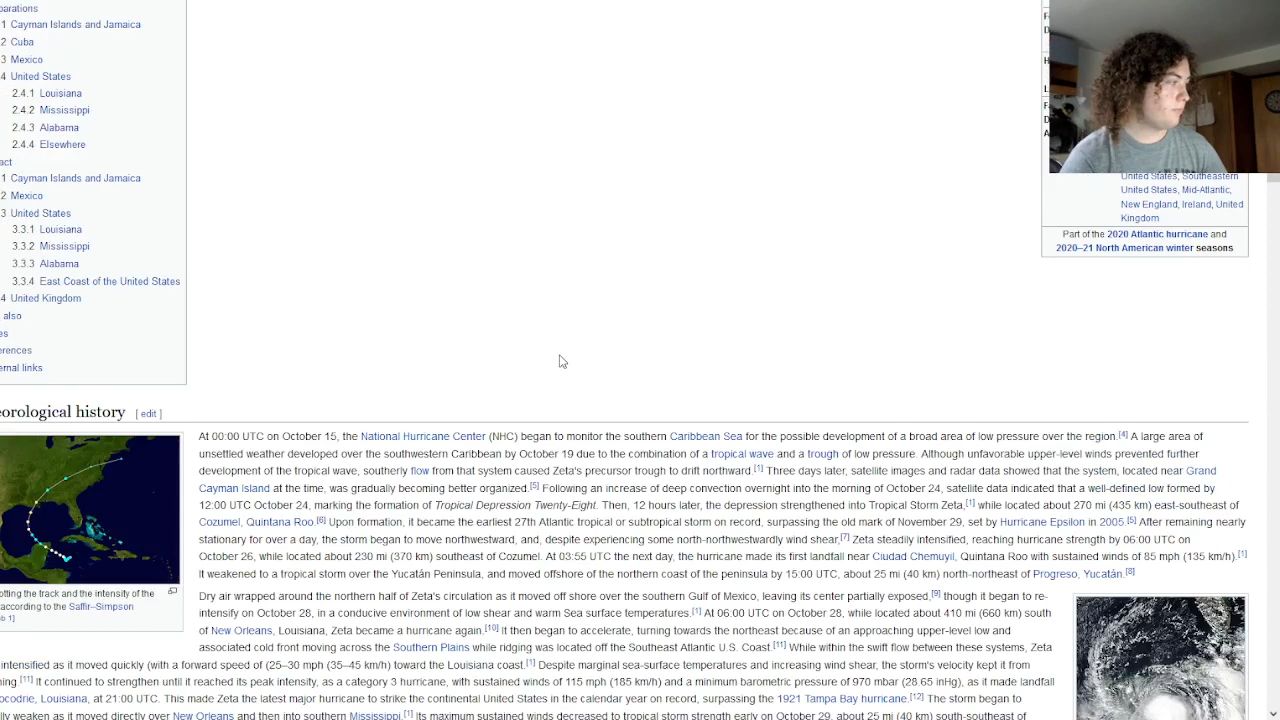 parations
1 Cayman Islands and Jamaica
2 Cuba
3 Mexico
4 United States
2.4.1 Louisiana
2.4.2 Mississippi
2.4.3 Alabama
2.4.4 Elsewhere
act
1 Cayman Islands and Jamaica
2 Mexico
3 United States
3.3.1 Louisiana
3.3.2 Mississippi
3.3.3 Alabama
3.3.4 East Coast of the United States
4 United Kingdom
also
es
erences
ernal links
United States, Southeastern
United States, Mid-Atlantic,
New England, Ireland, United
Kingdom
Part of the 2020 Atlantic hurricane and
2020–21 North American winter seasons
eorological history [ edit ]
otting the track and the intensity of the
according to the Saffir–Simpson
b 1]
At 00:00 UTC on October 15, the National Hurricane Center (NHC) began to monitor the southern Caribbean Sea for the possible development of a broad area of low pressure over the region.[4] A large area of
unsettled weather developed over the southwestern Caribbean by October 19 due to the combination of a tropical wave and a trough of low pressure. Although unfavorable upper-level winds prevented further
development of the tropical wave, southerly flow from that system caused Zeta's precursor trough to drift northward.[1] Three days later, satellite images and radar data showed that the system, located near Grand
Cayman Island at the time, was gradually becoming better organized.[5] Following an increase of deep convection overnight into the morning of October 24, satellite data indicated that a well-defined low formed by
12:00 UTC October 24, marking the formation of Tropical Depression Twenty-Eight. Then, 12 hours later, the depression strengthened into Tropical Storm Zeta,[1] while located about 270 mi (435 km) east-southeast of
Cozumel, Quintana Roo.[6] Upon formation, it became the earliest 27th Atlantic tropical or subtropical storm on record, surpassing the old mark of November 29, set by Hurricane Epsilon in 2005.[5] After remaining nearly
stationary for over a day, the storm began to move northwestward, and, despite experiencing some north-northwestwardly wind shear,[7] Zeta steadily intensified, reaching hurricane strength by 06:00 UTC on
October 26, while located about 230 mi (370 km) southeast of Cozumel. At 03:55 UTC the next day, the hurricane made its first landfall near Ciudad Chemuyil, Quintana Roo with sustained winds of 85 mph (135 km/h).[1]
It weakened to a tropical storm over the Yucatán Peninsula, and moved offshore of the northern coast of the peninsula by 15:00 UTC, about 25 mi (40 km) north-northeast of Progreso, Yucatán.[8]
Dry air wrapped around the northern half of Zeta's circulation as it moved off shore over the southern Gulf of Mexico, leaving its center partially exposed,[9] though it began to re-
intensify on October 28, in a conducive environment of low shear and warm Sea surface temperatures.[1] At 06:00 UTC on October 28, while located about 410 mi (660 km) south
of New Orleans, Louisiana, Zeta became a hurricane again.[10] It then began to accelerate, turning towards the northeast because of an approaching upper-level low and
associated cold front moving across the Southern Plains while ridging was located off the Southeast Atlantic U.S. Coast.[11] While within the swift flow between these systems, Zeta
intensified as it moved quickly (with a forward speed of (25–30 mph (35–45 km/h) toward the Louisiana coast.[1] Despite marginal sea-surface temperatures and increasing wind shear, the storm's velocity kept it from
ning.[11] It continued to strengthen until it reached its peak intensity, as a category 3 hurricane, with sustained winds of 115 mph (185 km/h) and a minimum barometric pressure of 970 mbar (28.65 inHg), as it made landfall
ocodrie, Louisiana, at 21:00 UTC. This made Zeta the latest major hurricane to strike the continental United States in the calendar year on record, surpassing the 1921 Tampa Bay hurricane.[12] The storm began to
lly weaken as it moved directly over New Orleans and then into southern Mississippi.[1] Its maximum sustained winds decreased to tropical storm strength early on October 29, about 25 mi (40 km) south-southeast of